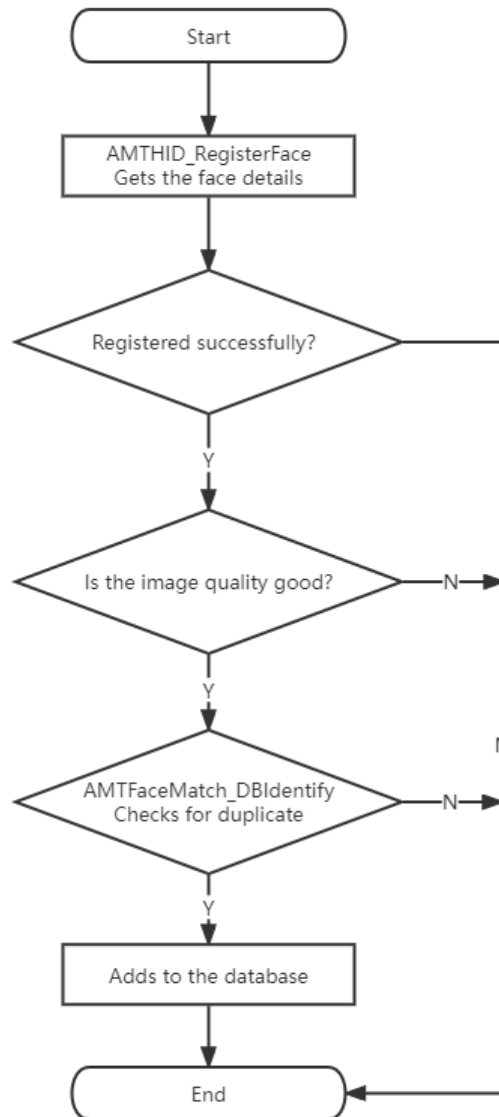 Start
AMTHID_RegisterFace
Gets the face details
Registered successfully?
Y
Is the image quality good?
N
Y
AMTFaceMatch_DBIdentify
Checks for duplicate
N
Y
Adds to the database
End